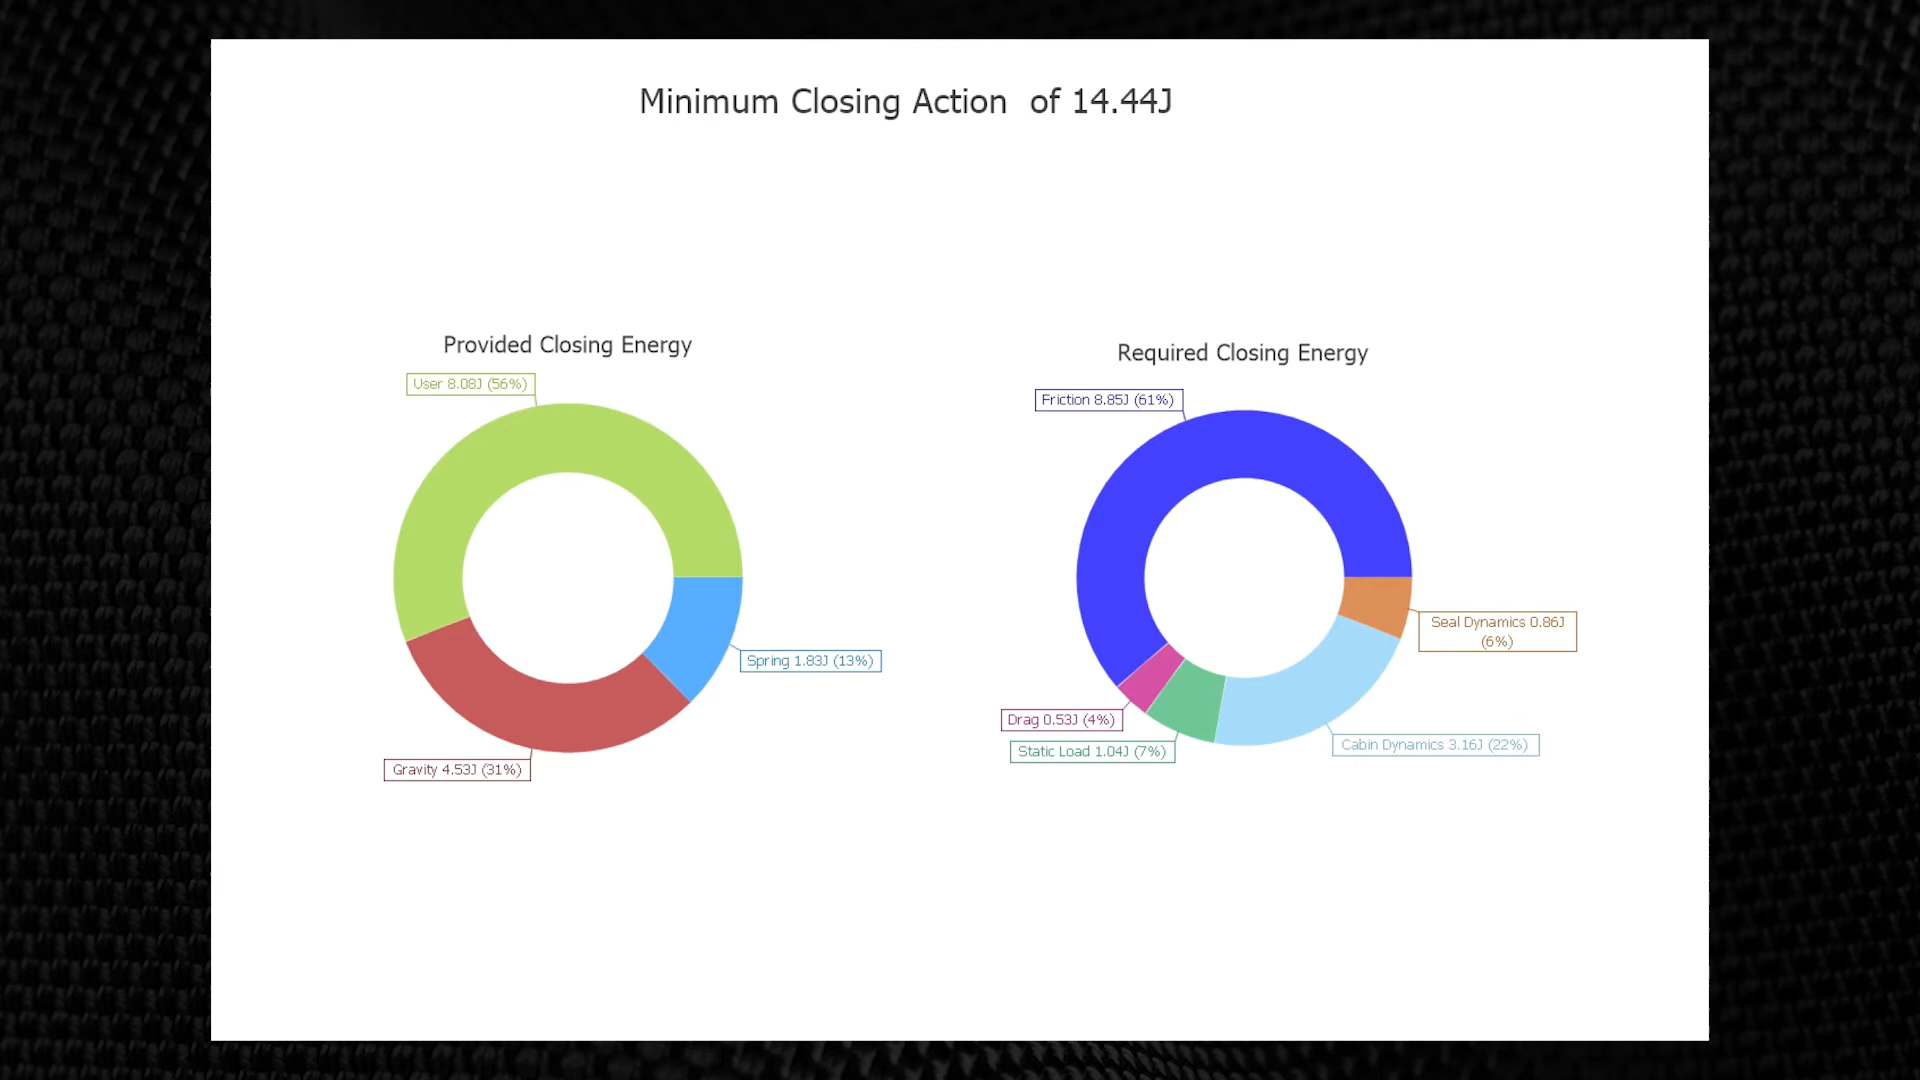 Minimum Closing Action  of 14.44J
Provided Closing Energy
User 8.08J (56%)
Spring 1.83J (13%)
Gravity 4.53J (31%)
Required Closing Energy
Friction 8.85J (61%)
Seal Dynamics 0.86J
(6%)
Drag 0.53J (4%)
Static Load 1.04J (7%)
Cabin Dynamics 3.16J (22%)